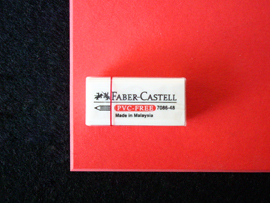 FABER-CASTELL
PVC-FREE 7086-48
Made in Malaysia